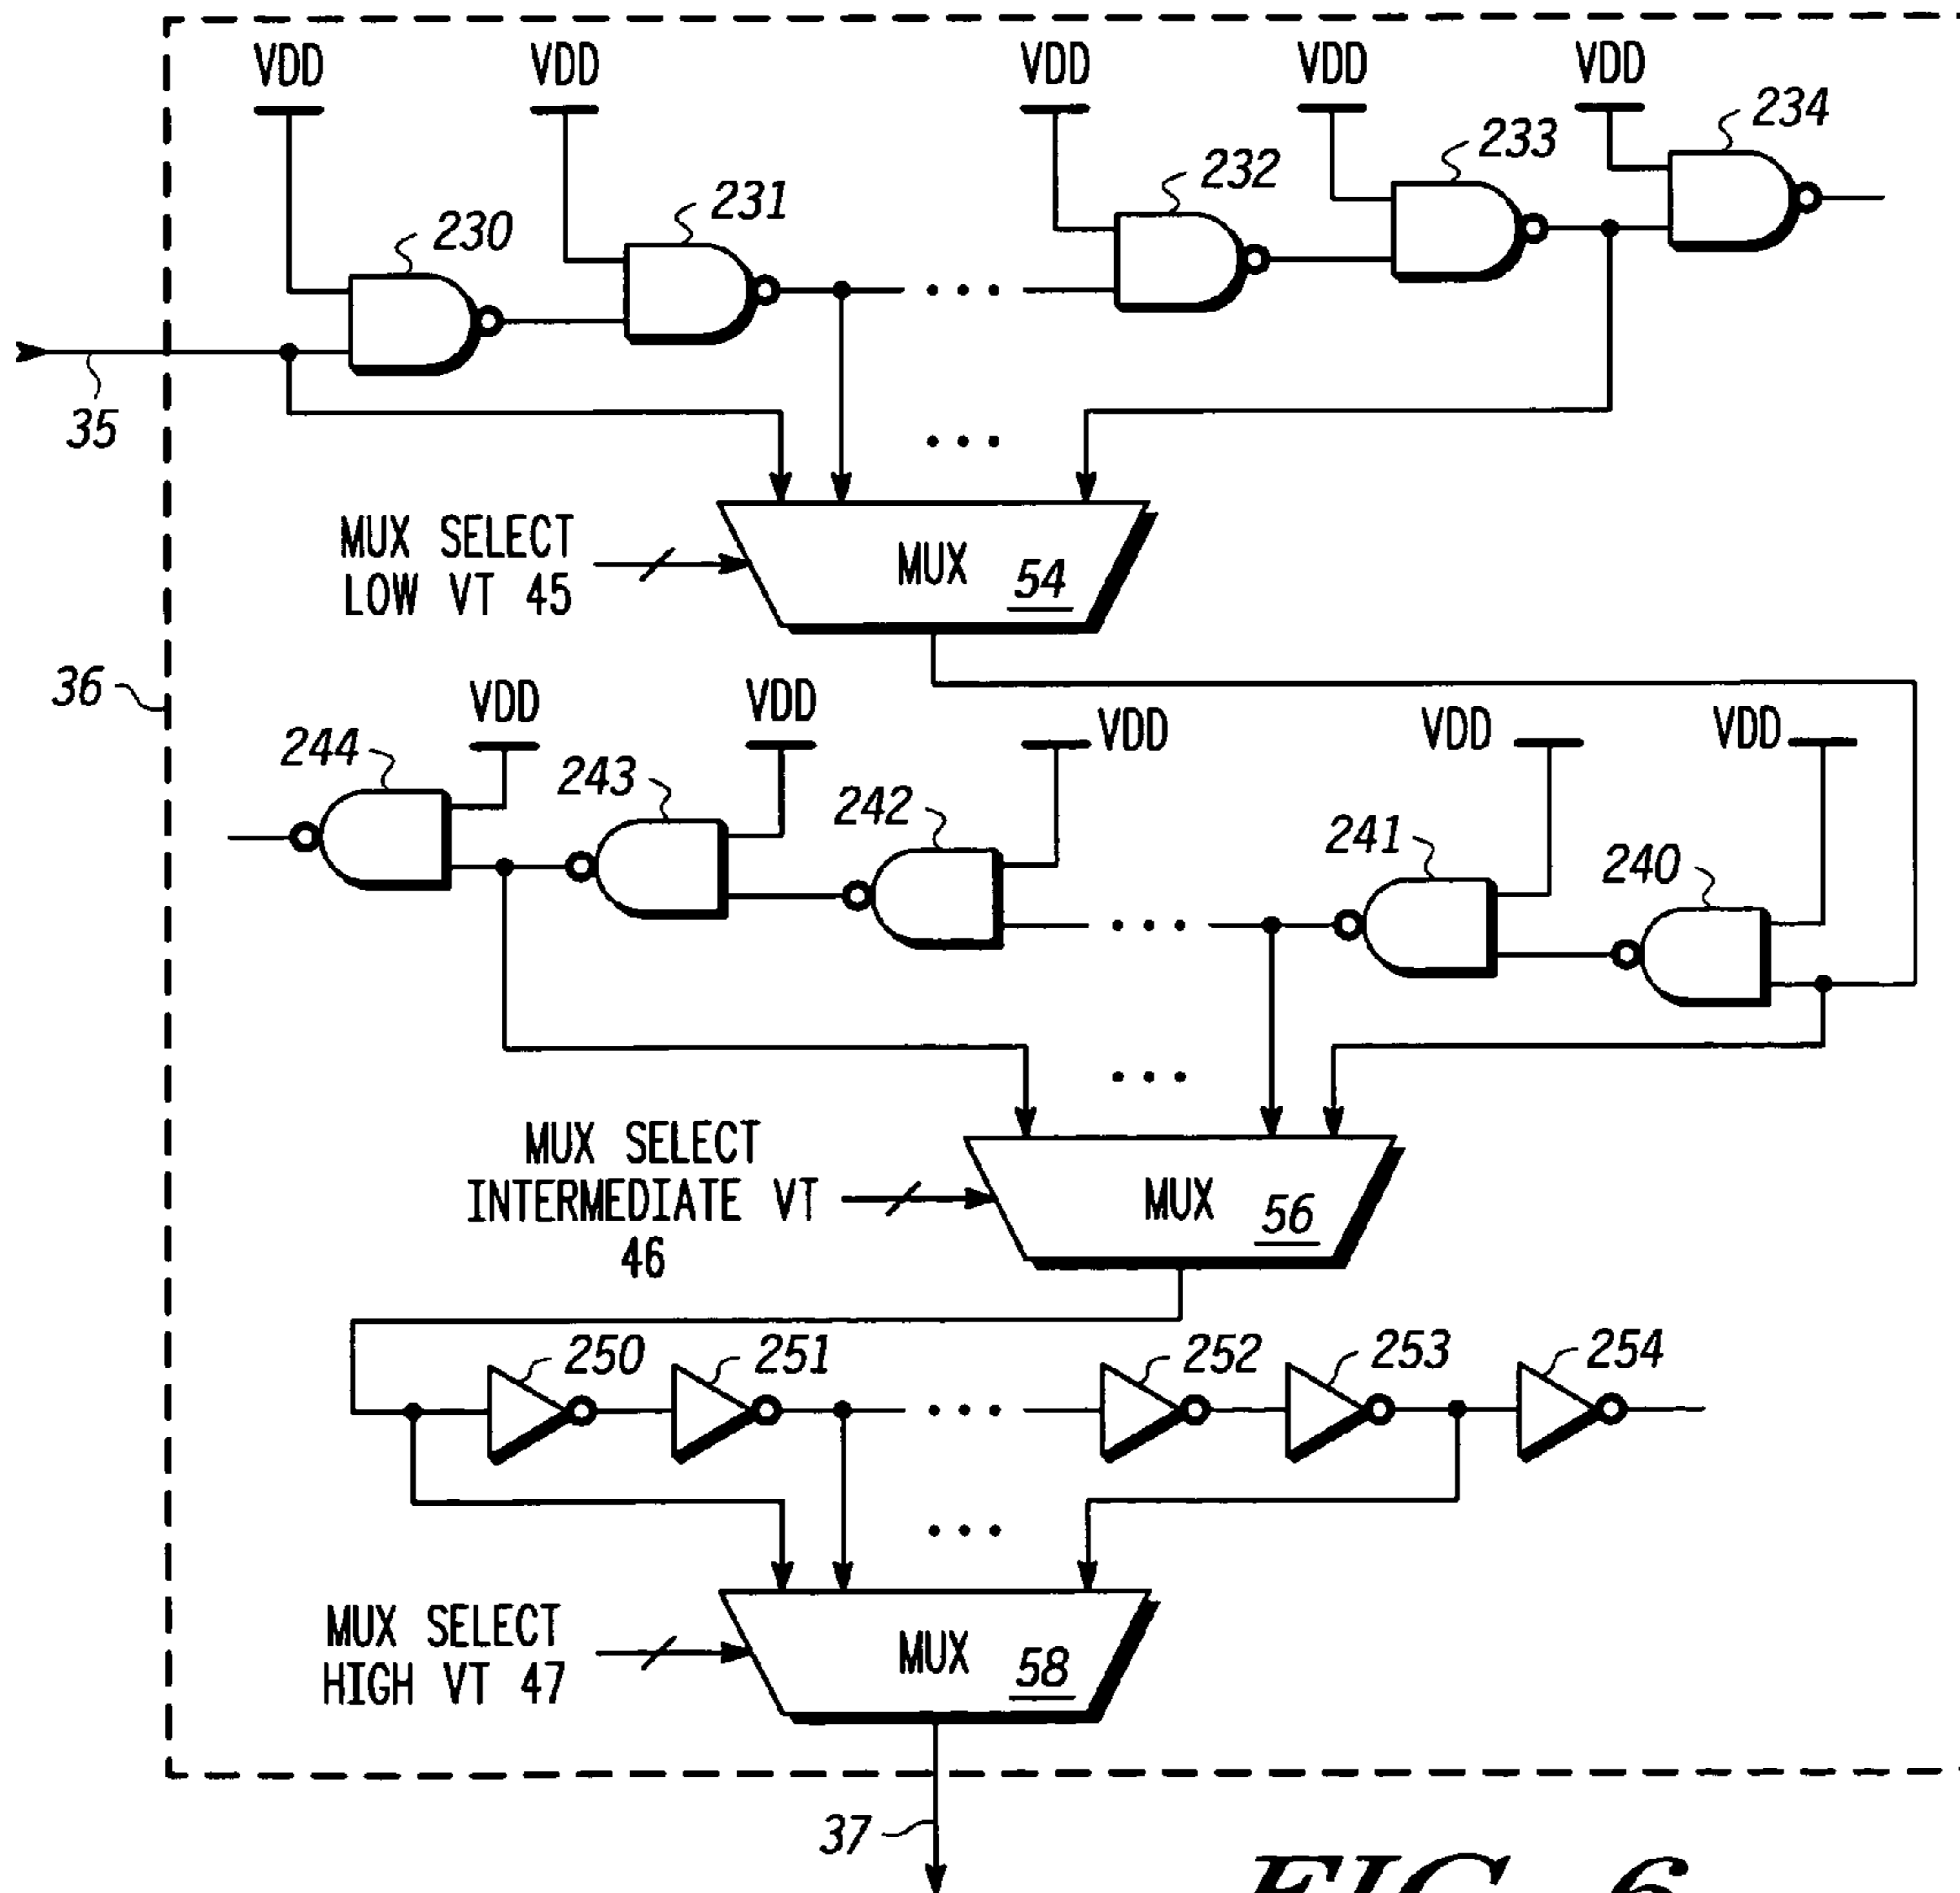 VDD VDD VDD VDD VDD
234
233
232
231
230
35
MUX SELECT
LOW VT 45
MUX 54
36
VDD VDD VDD VDD VDD
244
243
242
241
240
MUX SELECT
INTERMEDIATE VT
46
MUX 56
250 251 252 253 254
MUX SELECT
HIGH VT 47
MUX 58
37
FIG. 6